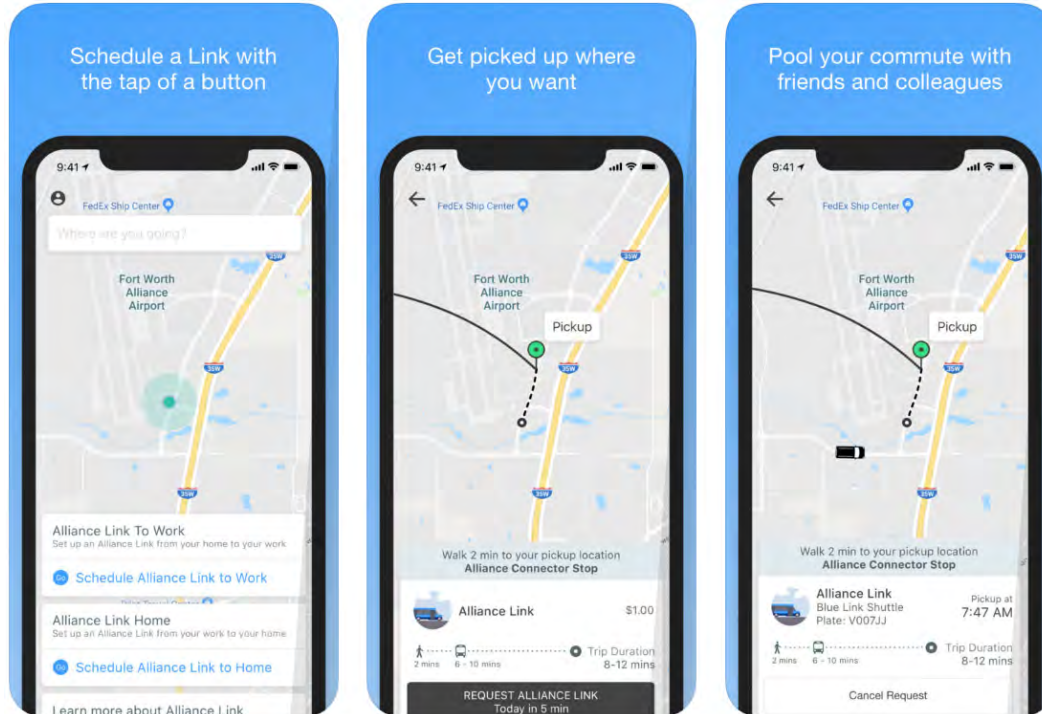 Schedule a Link with
the tap of a button
9:41
FedEx Ship Center
Where are you going?
35W
Fort Worth
Alliance
Airport
35W
35W
Alliance Link To Work
Set up an Alliance Link from your home to your work
Go Schedule Alliance Link to Work
Alliance Link Home
Set up an Alliance Link from your work to your home
Go Schedule Alliance Link to Home
Learn more about Alliance Link
Get picked up where
you want
9:41
FedEx Ship Center
35W
Fort Worth
Alliance
Airport
Pickup
35W
35W
Walk 2 min to your pickup location
Alliance Connector Stop
Alliance Link $1.00
Trip Duration
2 mins 6 - 10 mins 8-12 mins
REQUEST ALLIANCE LINK
Today in 5 min
Pool your commute with
friends and colleagues
9:41
FedEx Ship Center
35W
Fort Worth
Alliance
Airport
Pickup
35W
35W
Walk 2 min to your pickup location
Alliance Connector Stop
Alliance Link
Blue Link Shuttle
Plate: V007JJ
Pickup at
7:47 AM
Trip Duration
2 mins 6 - 10 mins 8-12 mins
Cancel Request